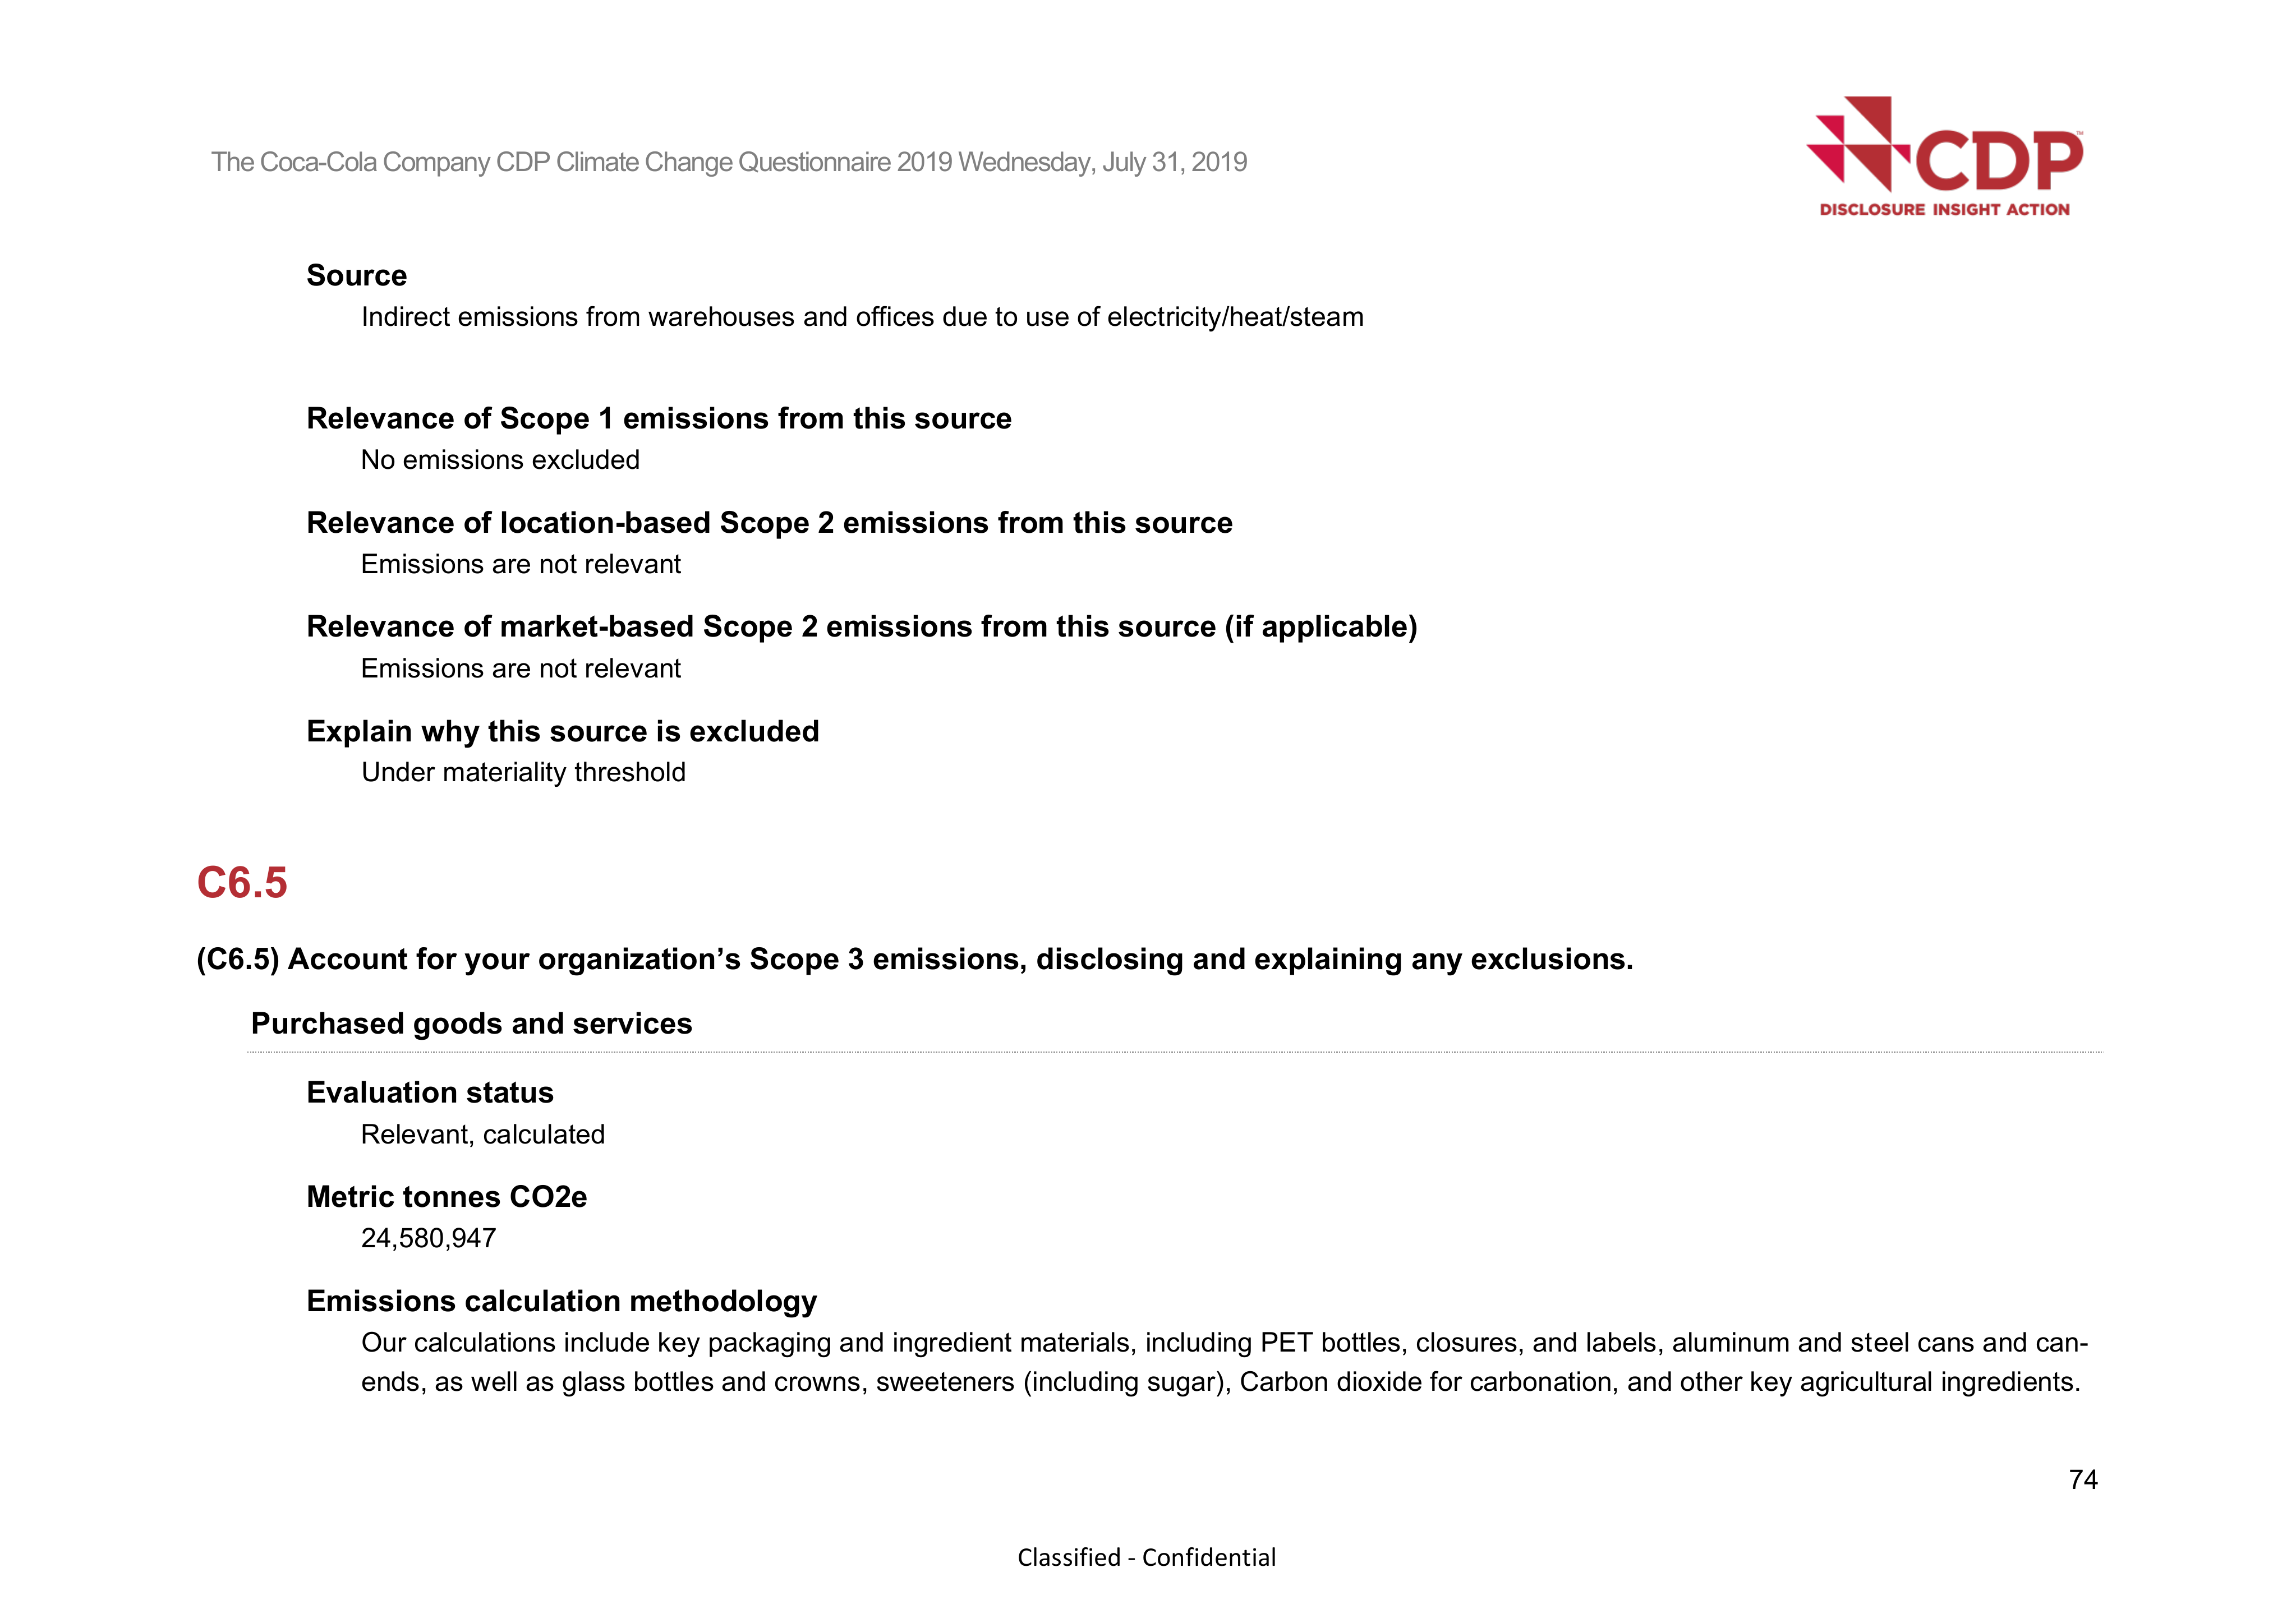 The Coca-Cola Company CDP Climate Change Questionnaire 2019 Wednesday, July 31, 2019
CDP™
DISCLOSURE INSIGHT ACTION
Source
Indirect emissions from warehouses and offices due to use of electricity/heat/steam
Relevance of Scope 1 emissions from this source
No emissions excluded
Relevance of location-based Scope 2 emissions from this source
Emissions are not relevant
Relevance of market-based Scope 2 emissions from this source (if applicable)
Emissions are not relevant
Explain why this source is excluded
Under materiality threshold
C6.5
(C6.5) Account for your organization’s Scope 3 emissions, disclosing and explaining any exclusions.
Purchased goods and services
Evaluation status
Relevant, calculated
Metric tonnes CO2e
24,580,947
Emissions calculation methodology
Our calculations include key packaging and ingredient materials, including PET bottles, closures, and labels, aluminum and steel cans and can-
ends, as well as glass bottles and crowns, sweeteners (including sugar), Carbon dioxide for carbonation, and other key agricultural ingredients.
74
Classified - Confidential